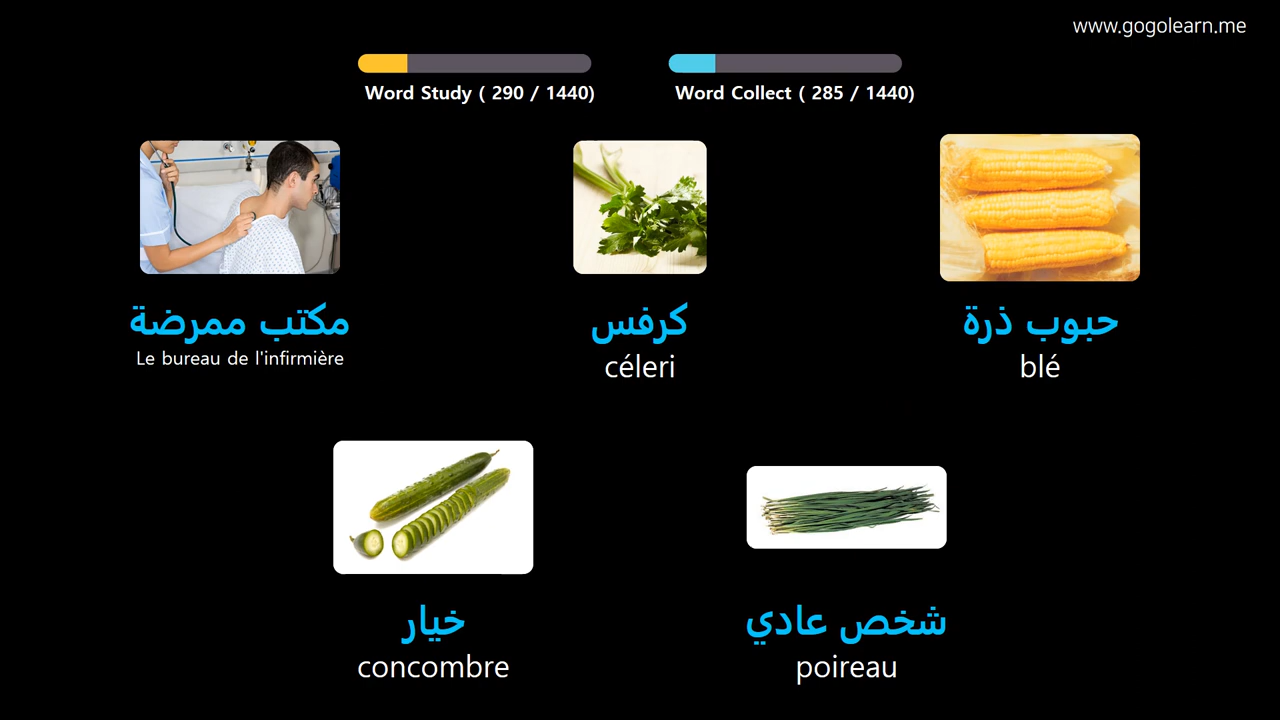 www.gogolearn.me
Word Study ( 290 / 1440)
Word Collect ( 285 / 1440)
مكتب ممرضة
Le bureau de l'infirmière
كرفس
céleri
حبوب ذرة
blé
خيار
concombre
شخص عادي
poireau